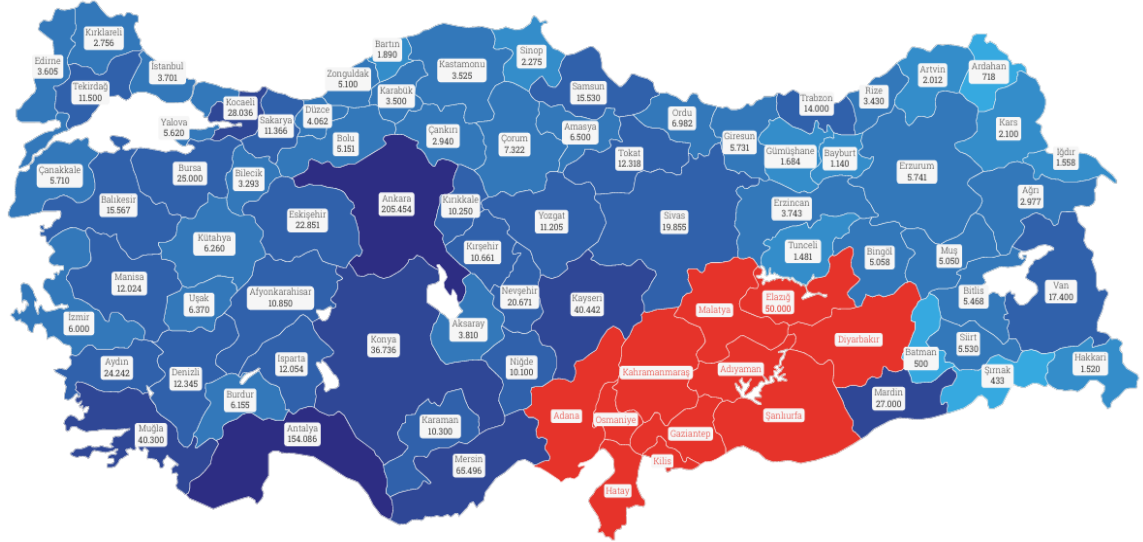 Kırklareli
2.756
Edirne
3.605
Tekirdağ
11.500
İstanbul
3.701
Kocaeli
28.036
Sakarya
11.366
Yalova
5.620
Düzce
4.062
Zonguldak
5.100
Bartın
1.890
Karabük
3.500
Kastamonu
3.525
Sinop
2.275
Samsun
15.530
Ordu
6.982
Giresun
5.731
Trabzon
14.000
Rize
3.430
Artvin
2.012
Ardahan
718
Kars
2.100
Iğdır
1.558
Bolu
5.151
Çankırı
2.940
Çorum
7.322
Amasya
6.500
Tokat
12.318
Gümüşhane
1.684
Bayburt
1.140
Erzurum
5.741
Ağrı
2.977
Çanakkale
5.710
Balıkesir
15.567
Bursa
25.000
Bilecik
3.293
Eskişehir
22.851
Ankara
205.454
Kırıkkale
10.250
Yozgat
11.205
Sivas
19.855
Erzincan
3.743
Tunceli
1.481
Bingöl
5.058
Muş
5.050
Bitlis
5.468
Van
17.400
Kütahya
6.260
Manisa
12.024
Uşak
6.370
Afyonkarahisar
10.850
Kırşehir
10.661
Nevşehir
20.671
Kayseri
40.442
Malatya
Elazığ
50.000
Diyarbakır
İzmir
6.000
Aksaray
3.810
Konya
36.736
Aydın
24.242
Denizli
12.345
Isparta
12.054
Burdur
6.155
Niğde
10.100
Kahramanmaraş
Adıyaman
Batman
500
Siirt
5.530
Şırnak
433
Hakkari
1.520
Mardin
27.000
Şanlıurfa
Muğla
40.300
Antalya
154.086
Karaman
10.300
Mersin
65.496
Adana
Osmaniye
Gaziantep
Kilis
Hatay